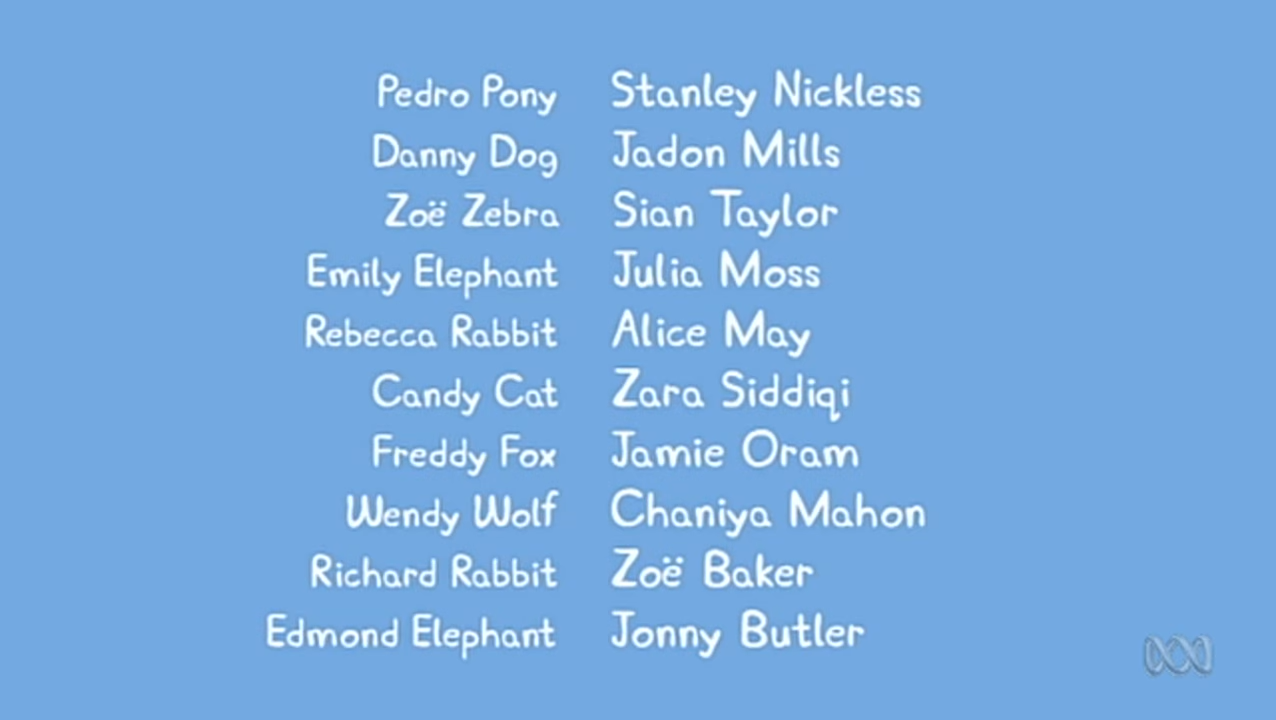 Pedro Pony Stanley Nickless
Danny Dog Jadon Mills
Zoë Zebra Sian Taylor
Emily Elephant Julia Moss
Rebecca Rabbit Alice May
Candy Cat Zara Siddiqi
Freddy Fox Jamie Oram
Wendy Wolf Chaniya Mahon
Richard Rabbit Zoë Baker
Edmond Elephant Jonny Butler